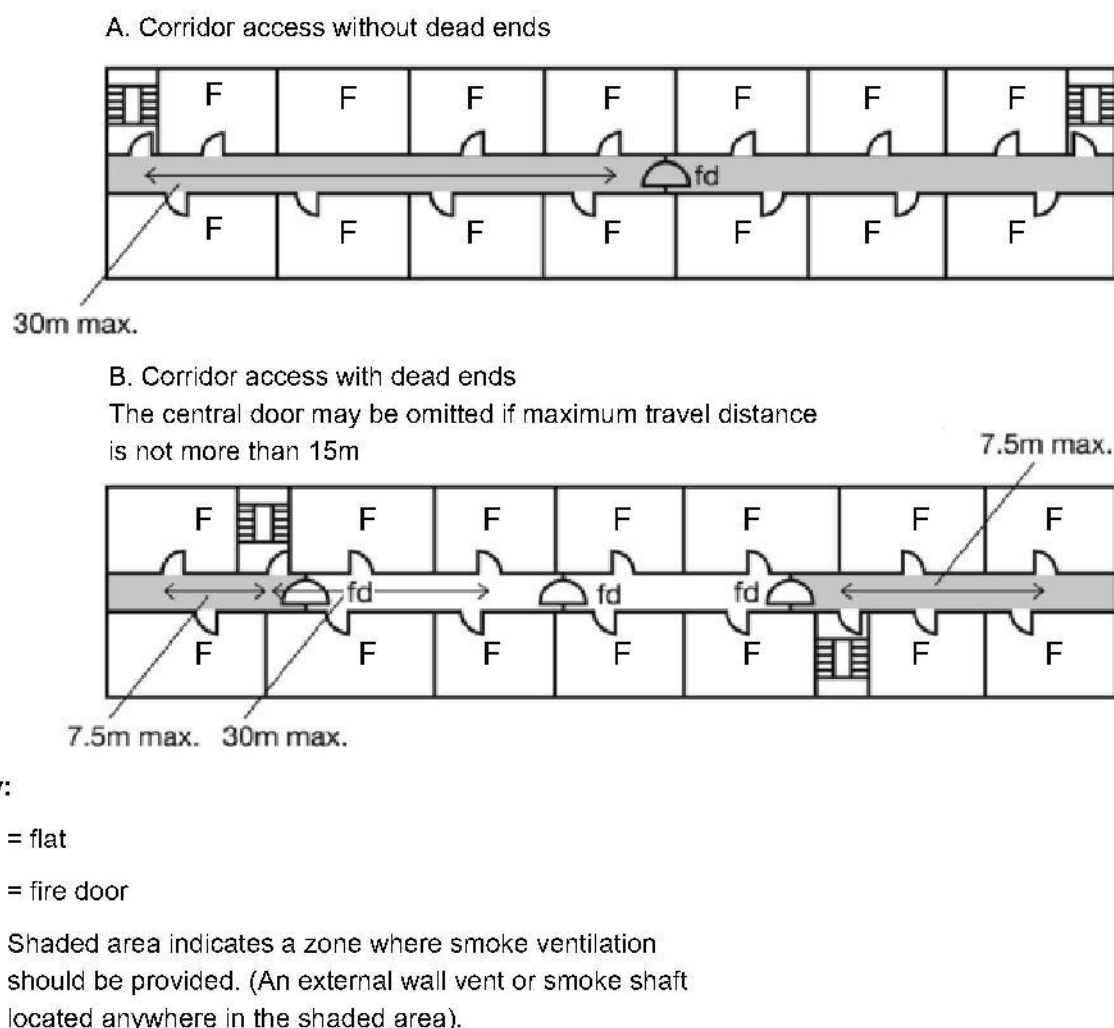 A. Corridor access without dead ends
F F F F F F F
fd
F F F F F F F
30m max.
B. Corridor access with dead ends
The central door may be omitted if maximum travel distance
is not more than 15m
7.5m max.
F F F F F F F
fd fd fd
F F F F F F F
7.5m max. 30m max.
= flat
= fire door
Shaded area indicates a zone where smoke ventilation
should be provided. (An external wall vent or smoke shaft
located anywhere in the shaded area).